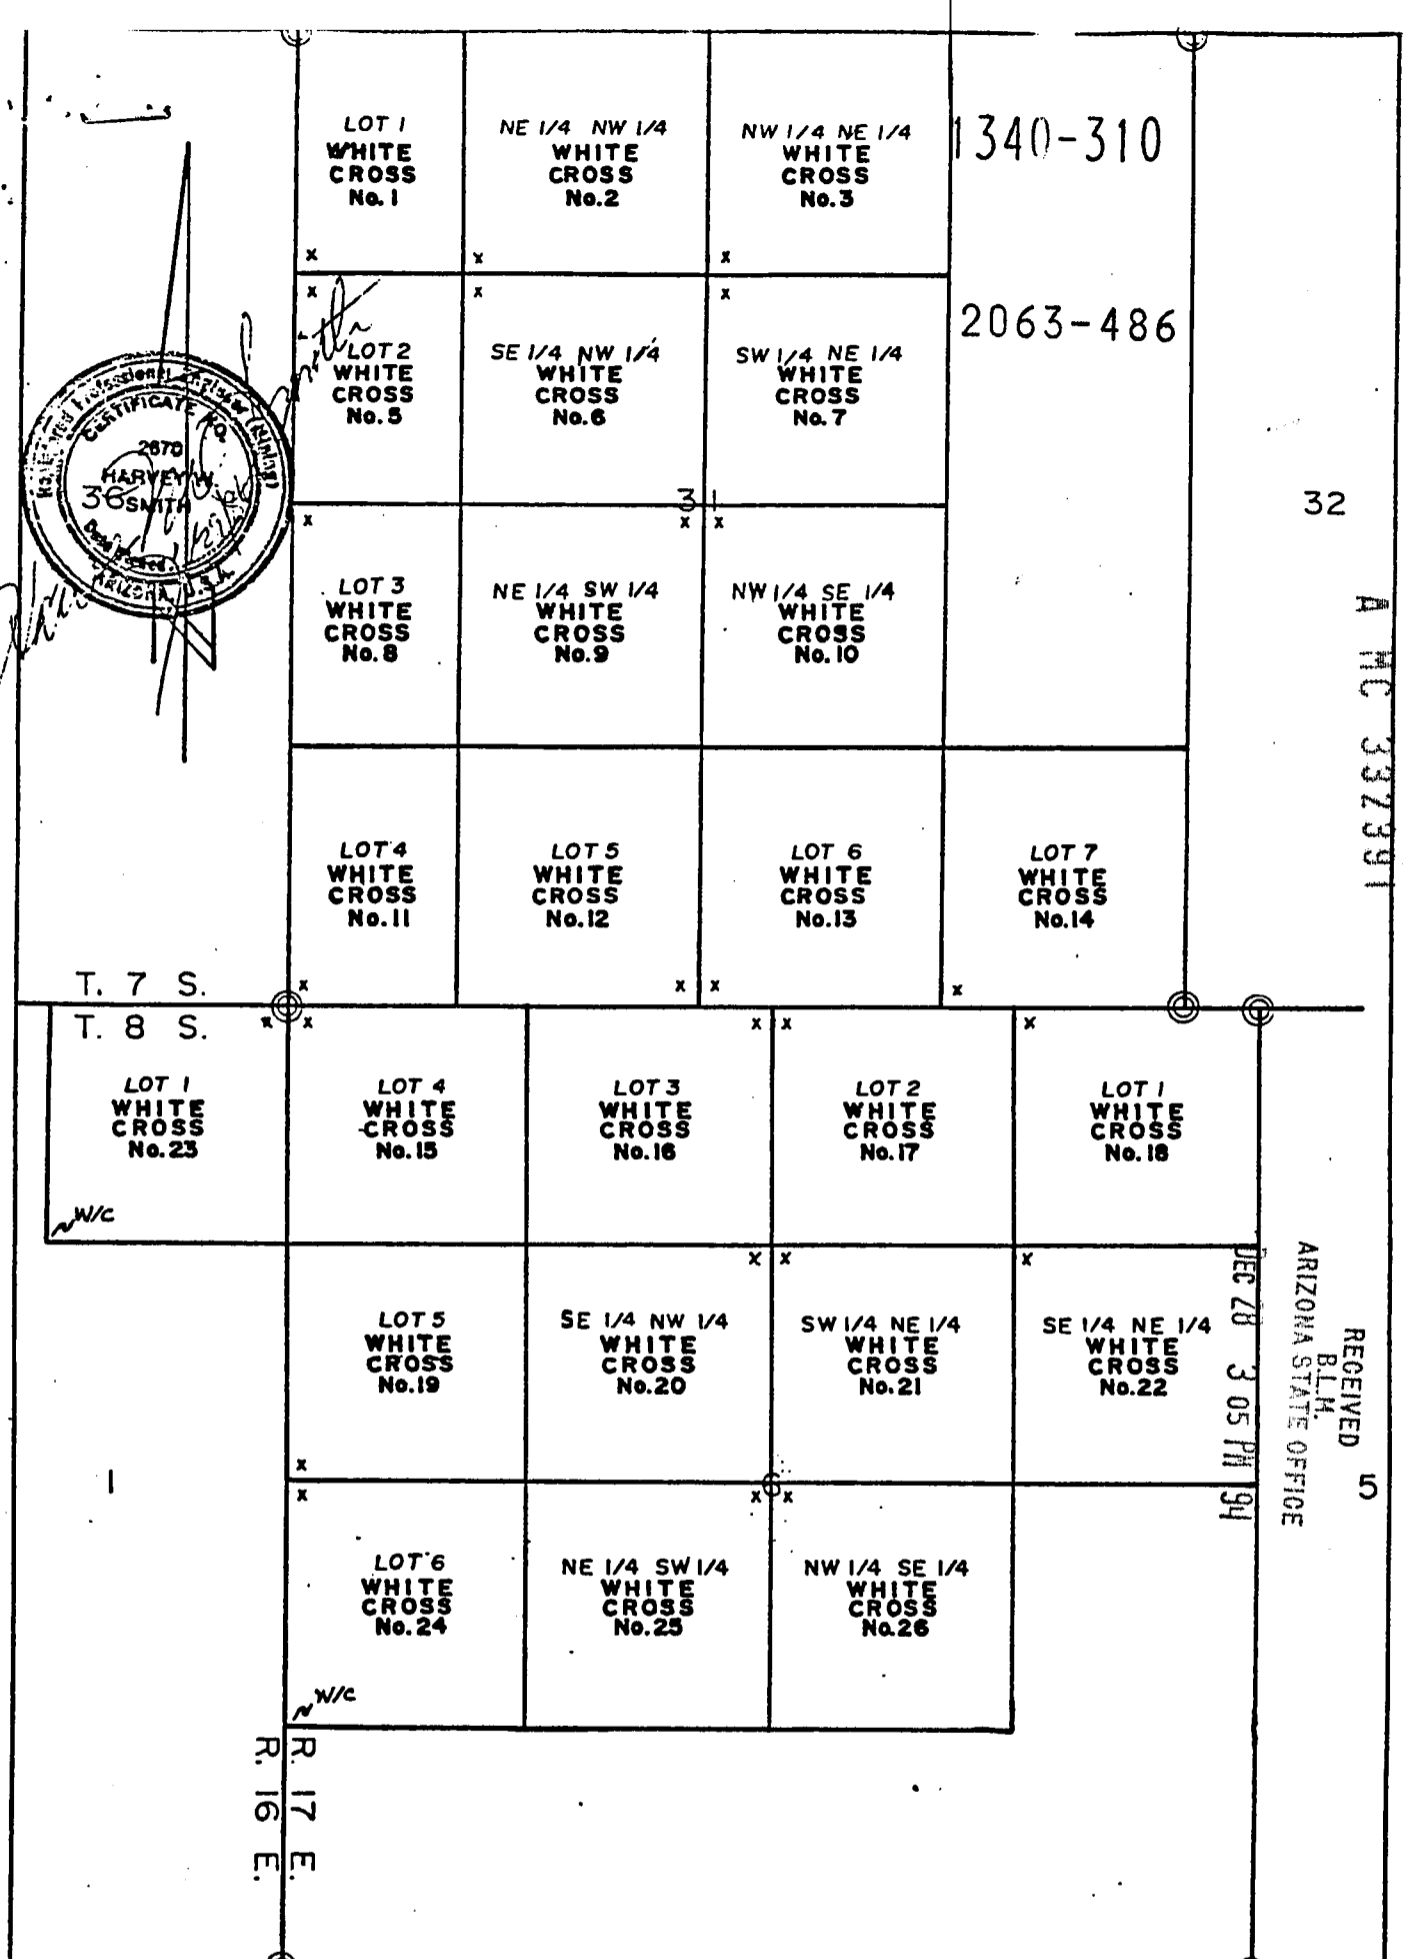 LOT 1
WHITE
CROSS
No. 1
NE 1/4 NW 1/4
WHITE
CROSS
No. 2
NW 1/4 NE 1/4
WHITE
CROSS
No. 3
1340-310
x
x
x
x
x
x
2063-486
LOT 2
WHITE
CROSS
No. 5
SE 1/4 NW 1/4
WHITE
CROSS
No. 6
SW 1/4 NE 1/4
WHITE
CROSS
No. 7
Registered Professional Engineer (Mining)
CERTIFICATE NO.
2670
HARVEY W.
SMITH
ARIZONA, U.S.A.
36
31
32
x
x
x
LOT 3
WHITE
CROSS
No. 8
NE 1/4 SW 1/4
WHITE
CROSS
No. 9
NW 1/4 SE 1/4
WHITE
CROSS
No. 10
A MC 332391
LOT 4
WHITE
CROSS
No. 11
LOT 5
WHITE
CROSS
No. 12
LOT 6
WHITE
CROSS
No. 13
LOT 7
WHITE
CROSS
No. 14
T. 7 S.
x
x
x
x
T. 8 S.
x
x
x
x
x
LOT 1
WHITE
CROSS
No. 23
LOT 4
WHITE
CROSS
No. 15
LOT 3
WHITE
CROSS
No. 16
LOT 2
WHITE
CROSS
No. 17
LOT 1
WHITE
CROSS
No. 18
W/C
x
x
x
LOT 5
WHITE
CROSS
No. 19
SE 1/4 NW 1/4
WHITE
CROSS
No. 20
SW 1/4 NE 1/4
WHITE
CROSS
No. 21
SE 1/4 NE 1/4
WHITE
CROSS
No. 22
RECEIVED
B.L.M.
ARIZONA STATE OFFICE
DEC 28 3 05 PM '94
x
1
6
5
x
x
x
LOT 6
WHITE
CROSS
No. 24
NE 1/4 SW 1/4
WHITE
CROSS
No. 25
NW 1/4 SE 1/4
WHITE
CROSS
No. 26
W/C
R. 17 E.
R. 16 E.